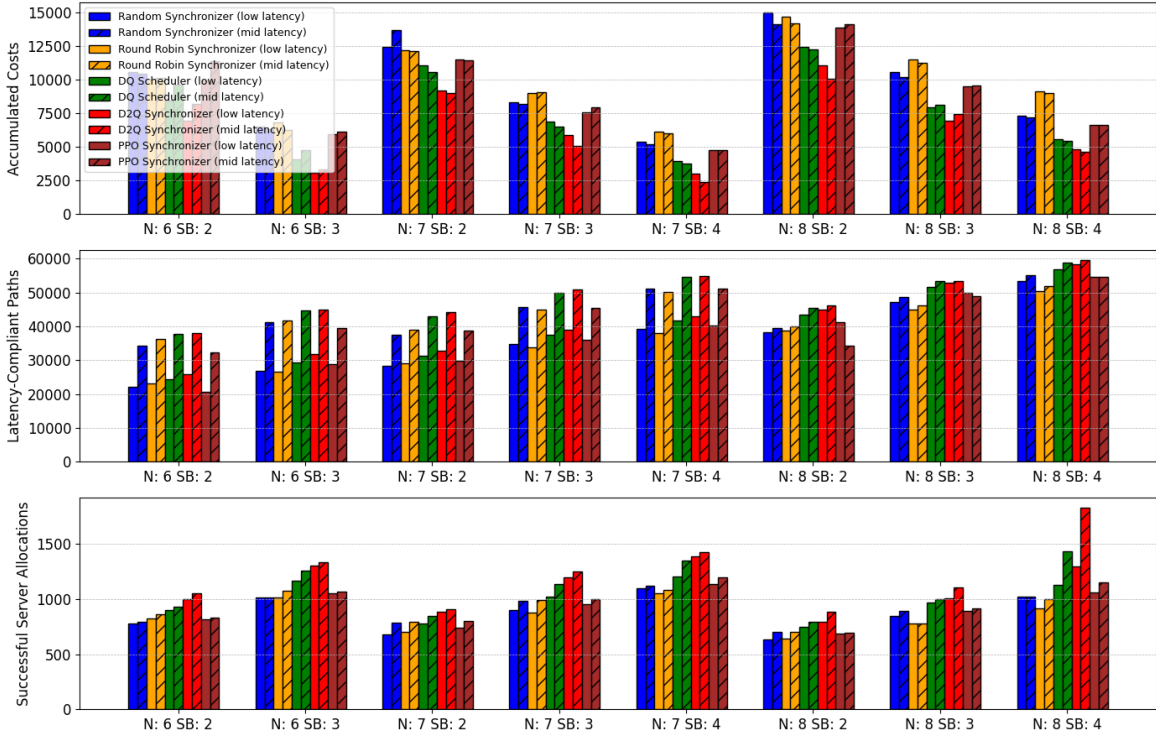 Accumulated Costs
15000
12500
10000
7500
5000
2500
0
Random Synchronizer (low latency)
Random Synchronizer (mid latency)
Round Robin Synchronizer (low latency)
Round Robin Synchronizer (mid latency)
DQ Scheduler (low latency)
DQ Scheduler (mid latency)
D2Q Synchronizer (low latency)
D2Q Synchronizer (mid latency)
PPO Synchronizer (low latency)
PPO Synchronizer (mid latency)
N: 6 SB: 2 N: 6 SB: 3 N: 7 SB: 2 N: 7 SB: 3 N: 7 SB: 4 N: 8 SB: 2 N: 8 SB: 3 N: 8 SB: 4
Latency-Compliant Paths
60000
50000
40000
30000
20000
10000
0
N: 6 SB: 2 N: 6 SB: 3 N: 7 SB: 2 N: 7 SB: 3 N: 7 SB: 4 N: 8 SB: 2 N: 8 SB: 3 N: 8 SB: 4
Successful Server Allocations
1500
1000
500
0
N: 6 SB: 2 N: 6 SB: 3 N: 7 SB: 2 N: 7 SB: 3 N: 7 SB: 4 N: 8 SB: 2 N: 8 SB: 3 N: 8 SB: 4